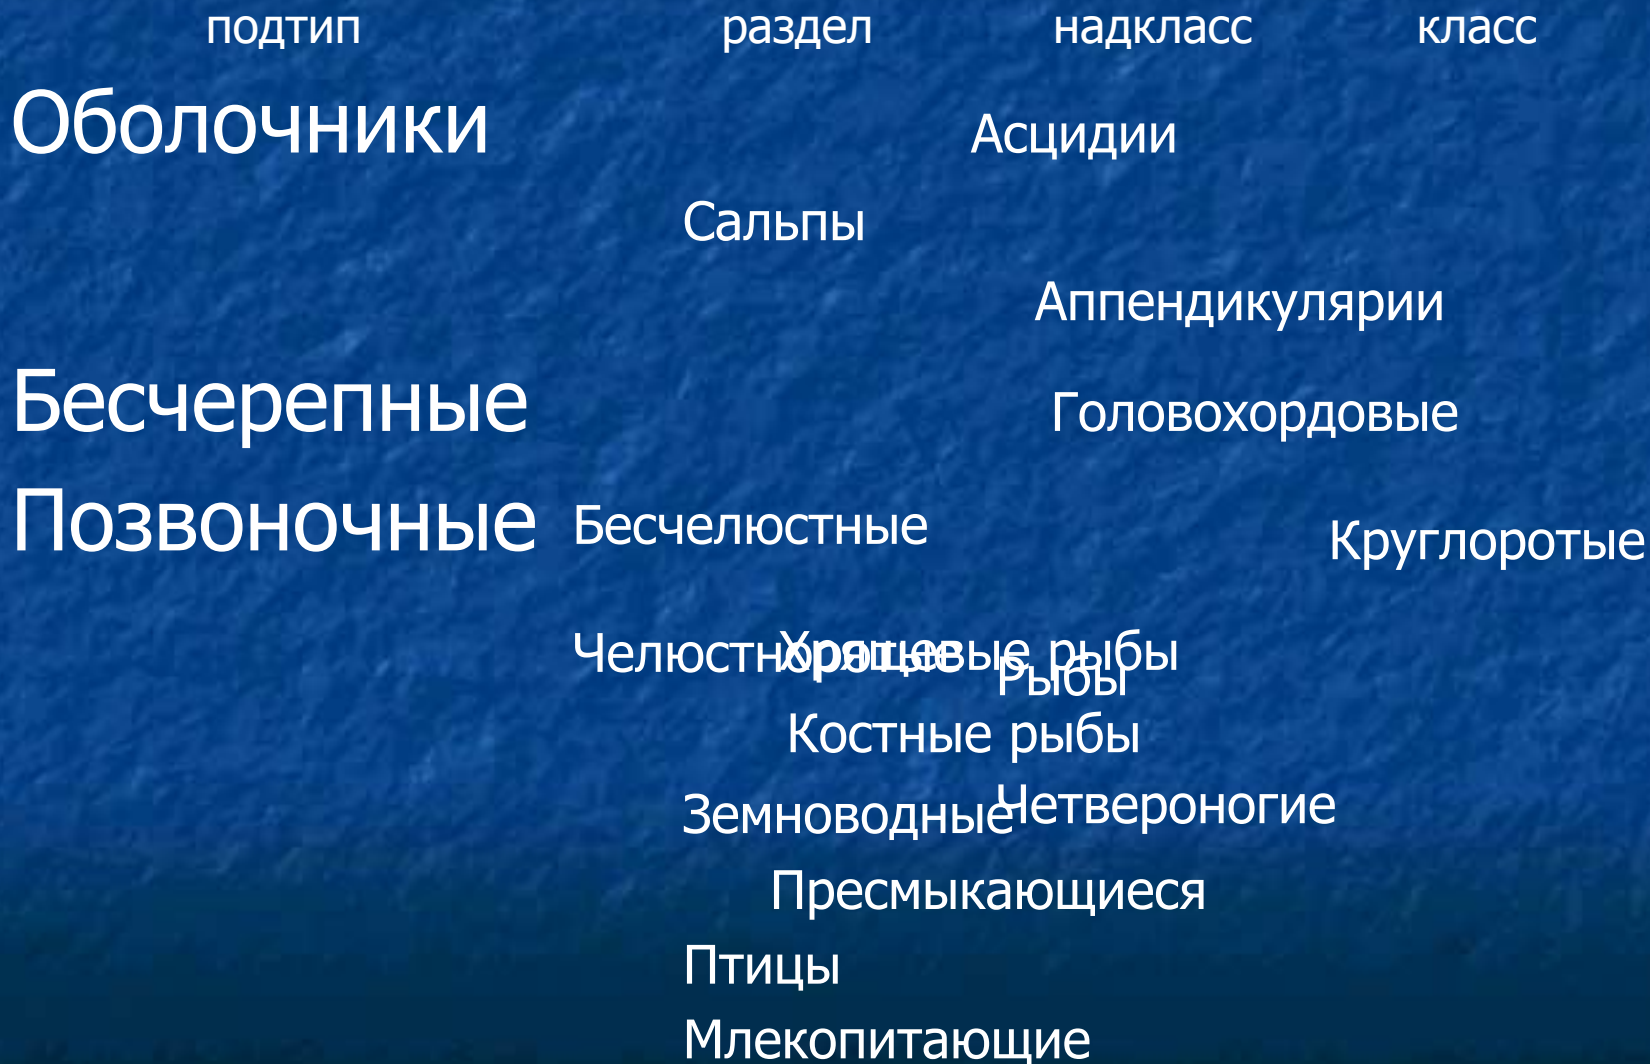 подтип раздел надкласс класс
Оболочники Асцидии
Сальпы
Аппендикулярии
Бесчерепные Головохордовые
Позвоночные Бесчелюстные Круглоротые
Челюстноротые Хрящевые рыбы
Рыбы
Костные рыбы
Земноводные Четвероногие
Пресмыкающиеся
Птицы
Млекопитающие